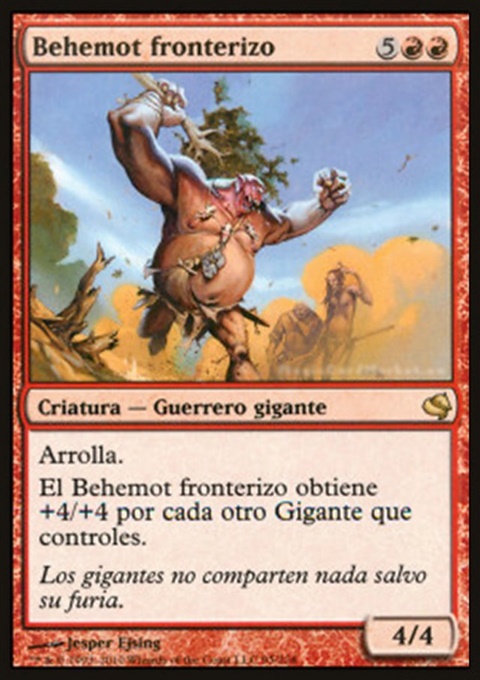 Behemot fronterizo
5
Criatura — Guerrero gigante
Arrolla.
El Behemot fronterizo obtiene
+4/+4 por cada otro Gigante que
controles.
Los gigantes no comparten nada salvo
su furia.
Jesper Ejsing
4/4